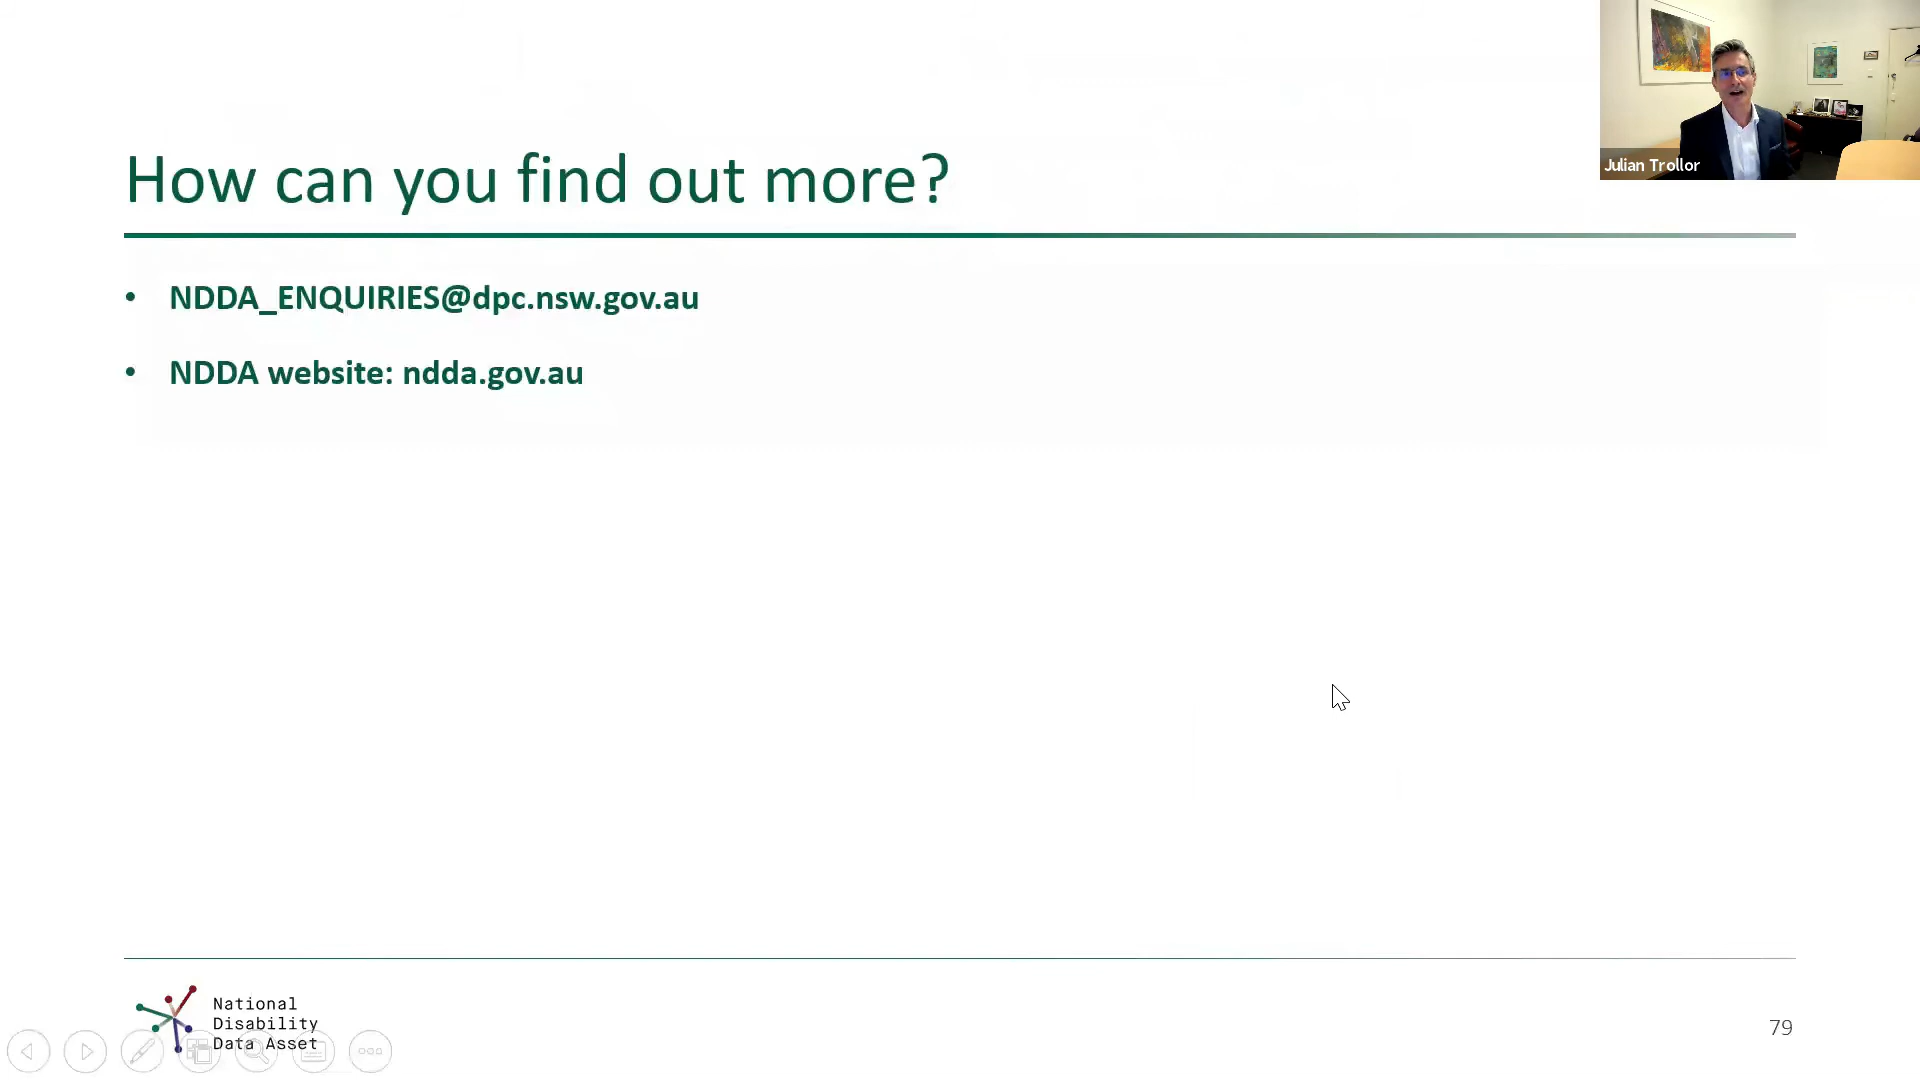 Julian Trollor
How can you find out more?
• NDDA_ENQUIRIES@dpc.nsw.gov.au
• NDDA website: ndda.gov.au
National
Disability
Data Asset
79